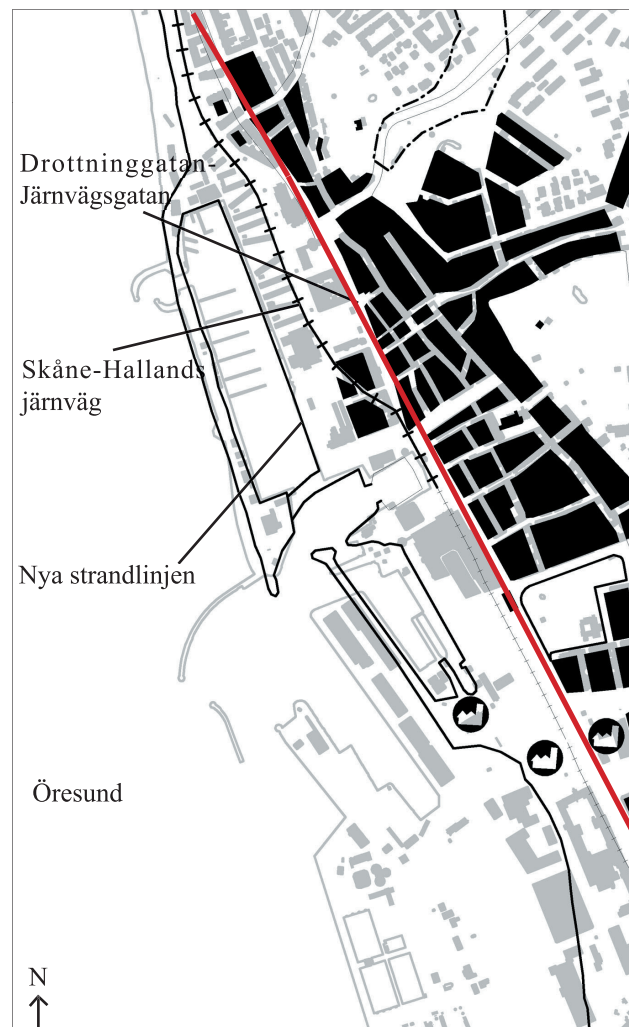 Drottninggatan-
Järnvägsgatan
Skåne-Hallands
järnväg
Nya strandlinjen
Öresund
N